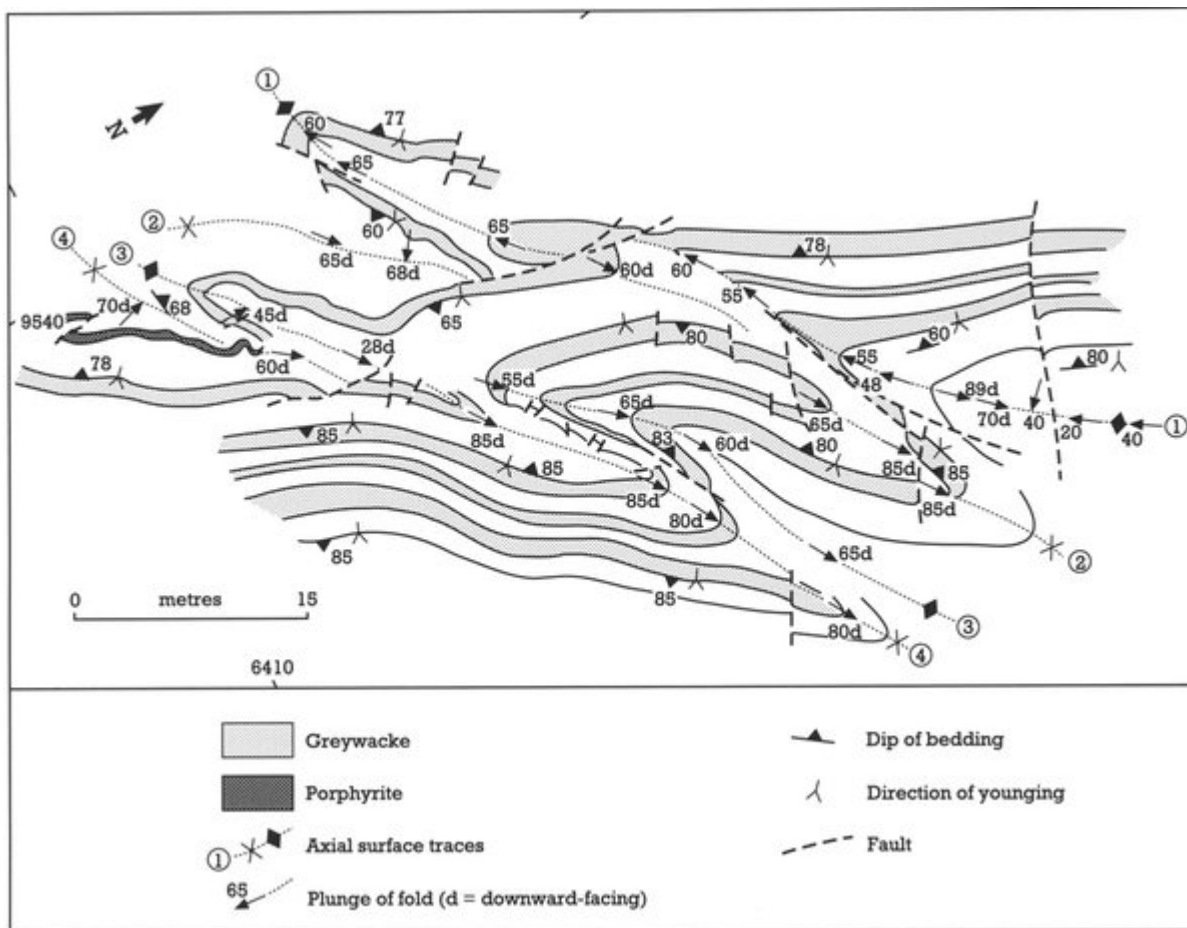 ①
N
60
77
65
②
④
③
60
65d
68d
65
60d
60
78
55
70d
68
45d
9540
65
80
60
80
78
60d
28d
55
48
89d
70d
40
20
40
①
55d
65d
65d
85
85d
83
60d
80
85d
85
85
85d
85d
80d
②
85
65d
85
80d
③
④
0 metres 15
6410
Greywacke
Dip of bedding
Porphyrite
Direction of younging
① Axial surface traces
Fault
65
Plunge of fold (d = downward-facing)